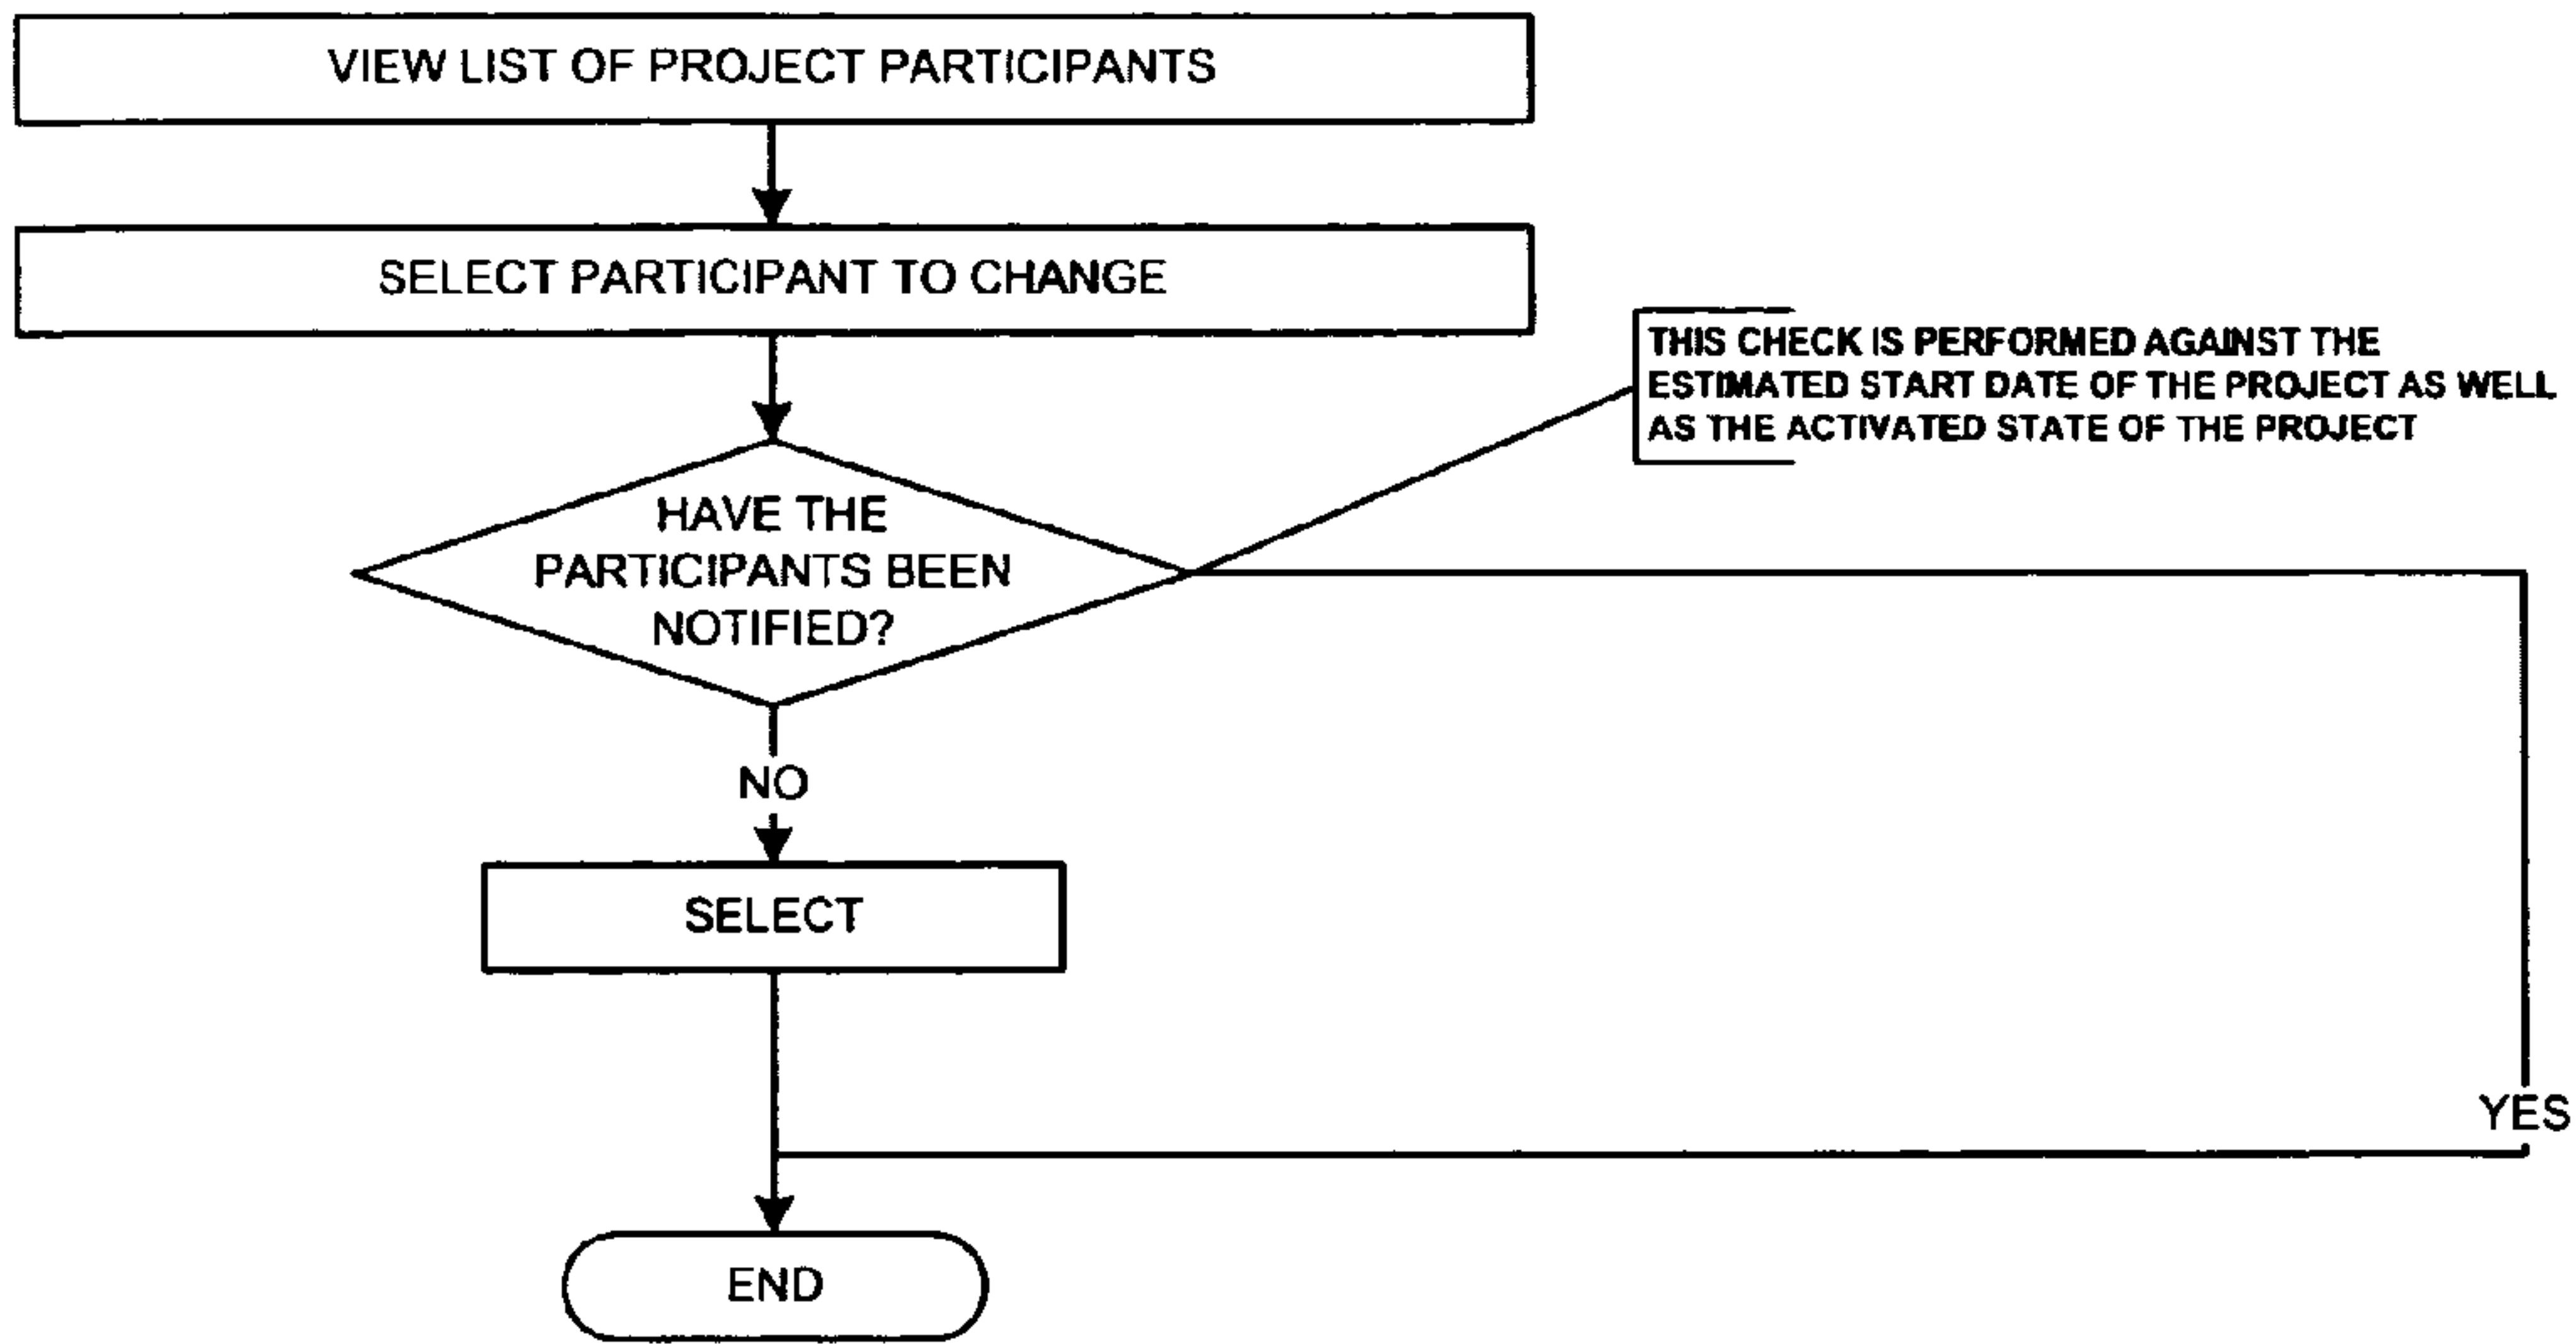 VIEW LIST OF PROJECT PARTICIPANTS
SELECT PARTICIPANT TO CHANGE
THIS CHECK IS PERFORMED AGAINST THE
ESTIMATED START DATE OF THE PROJECT AS WELL
AS THE ACTIVATED STATE OF THE PROJECT
HAVE THE
PARTICIPANTS BEEN
NOTIFIED?
NO
SELECT
YES
END